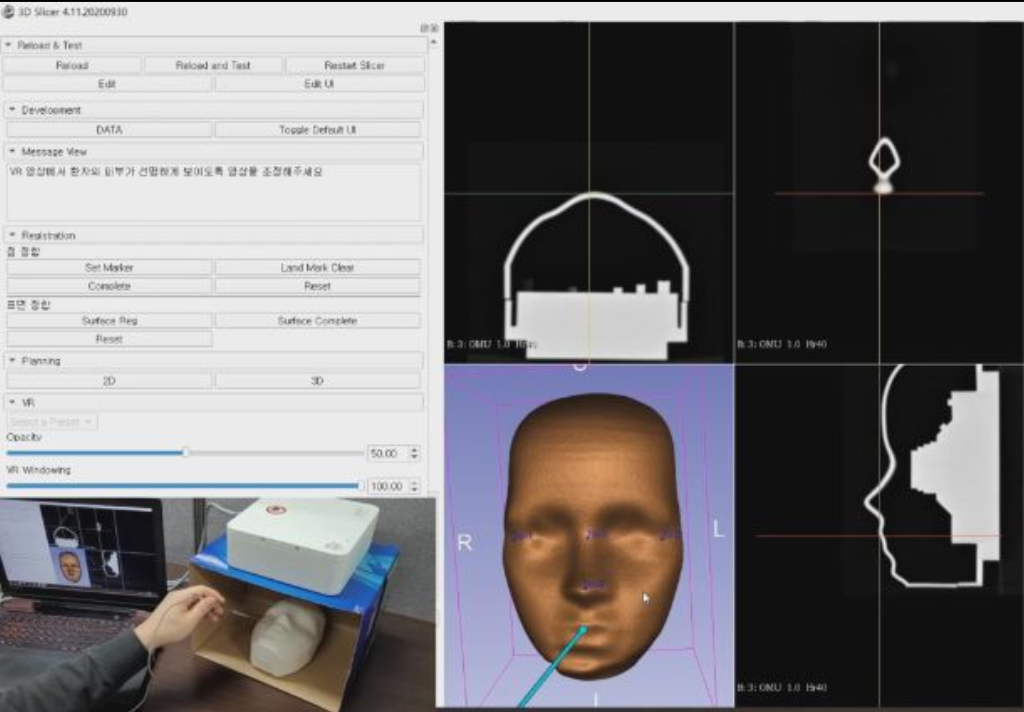 3D Slicer 4.11.20200930
Reload & Test
Reload
Reload and Test
Restart Slicer
Edit
Edit UI
Development
DATA
Toggle Default UI
Message View
VR 영상에서 환자의 피부가 선명하게 보이도록 영상을 조정해주세요
Registration
점 정합
Set Marker
Land Mark Clear
Complete
Reset
표면 정합
Surface Reg
Surface Complete
Reset
Planning
2D
3D
VR
Select a Preset
Opacity
50.00
VR Windowing
100.00
B: 3: OMU 1.0 Hr40
B: 3: OMU 1.0 Hr40
R
L
I
B: 3: OMU 1.0 Hr40